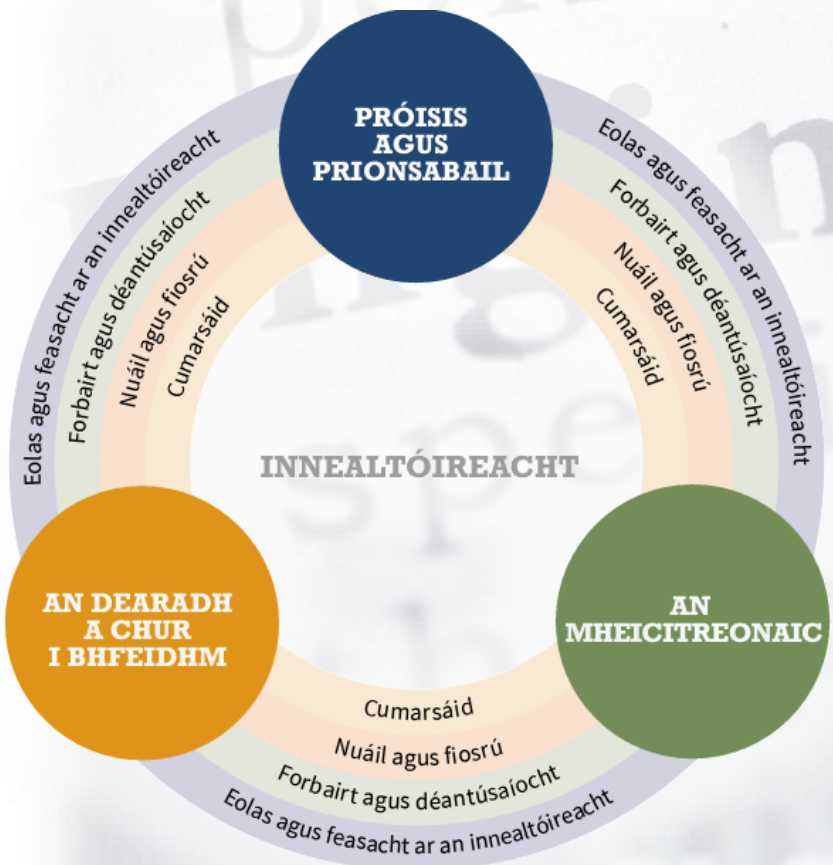 PRÓISIS
AGUS
PRIONSABAIL
Eolas agus feasacht ar an innealtóireacht
Forbairt agus déantúsaíocht
Nuáil agus fiosrú
Cumarsáid
Eolas agus feasacht ar an innealtóireacht
Forbairt agus déantúsaíocht
Nuáil agus fiosrú
Cumarsáid
INNEALTÓIREACHT
AN DEARADH
A CHUR
I BHFEIDHM
AN
MHEICITREONAIC
Cumarsáid
Nuáil agus fiosrú
Forbairt agus déantúsaíocht
Eolas agus feasacht ar an innealtóireacht